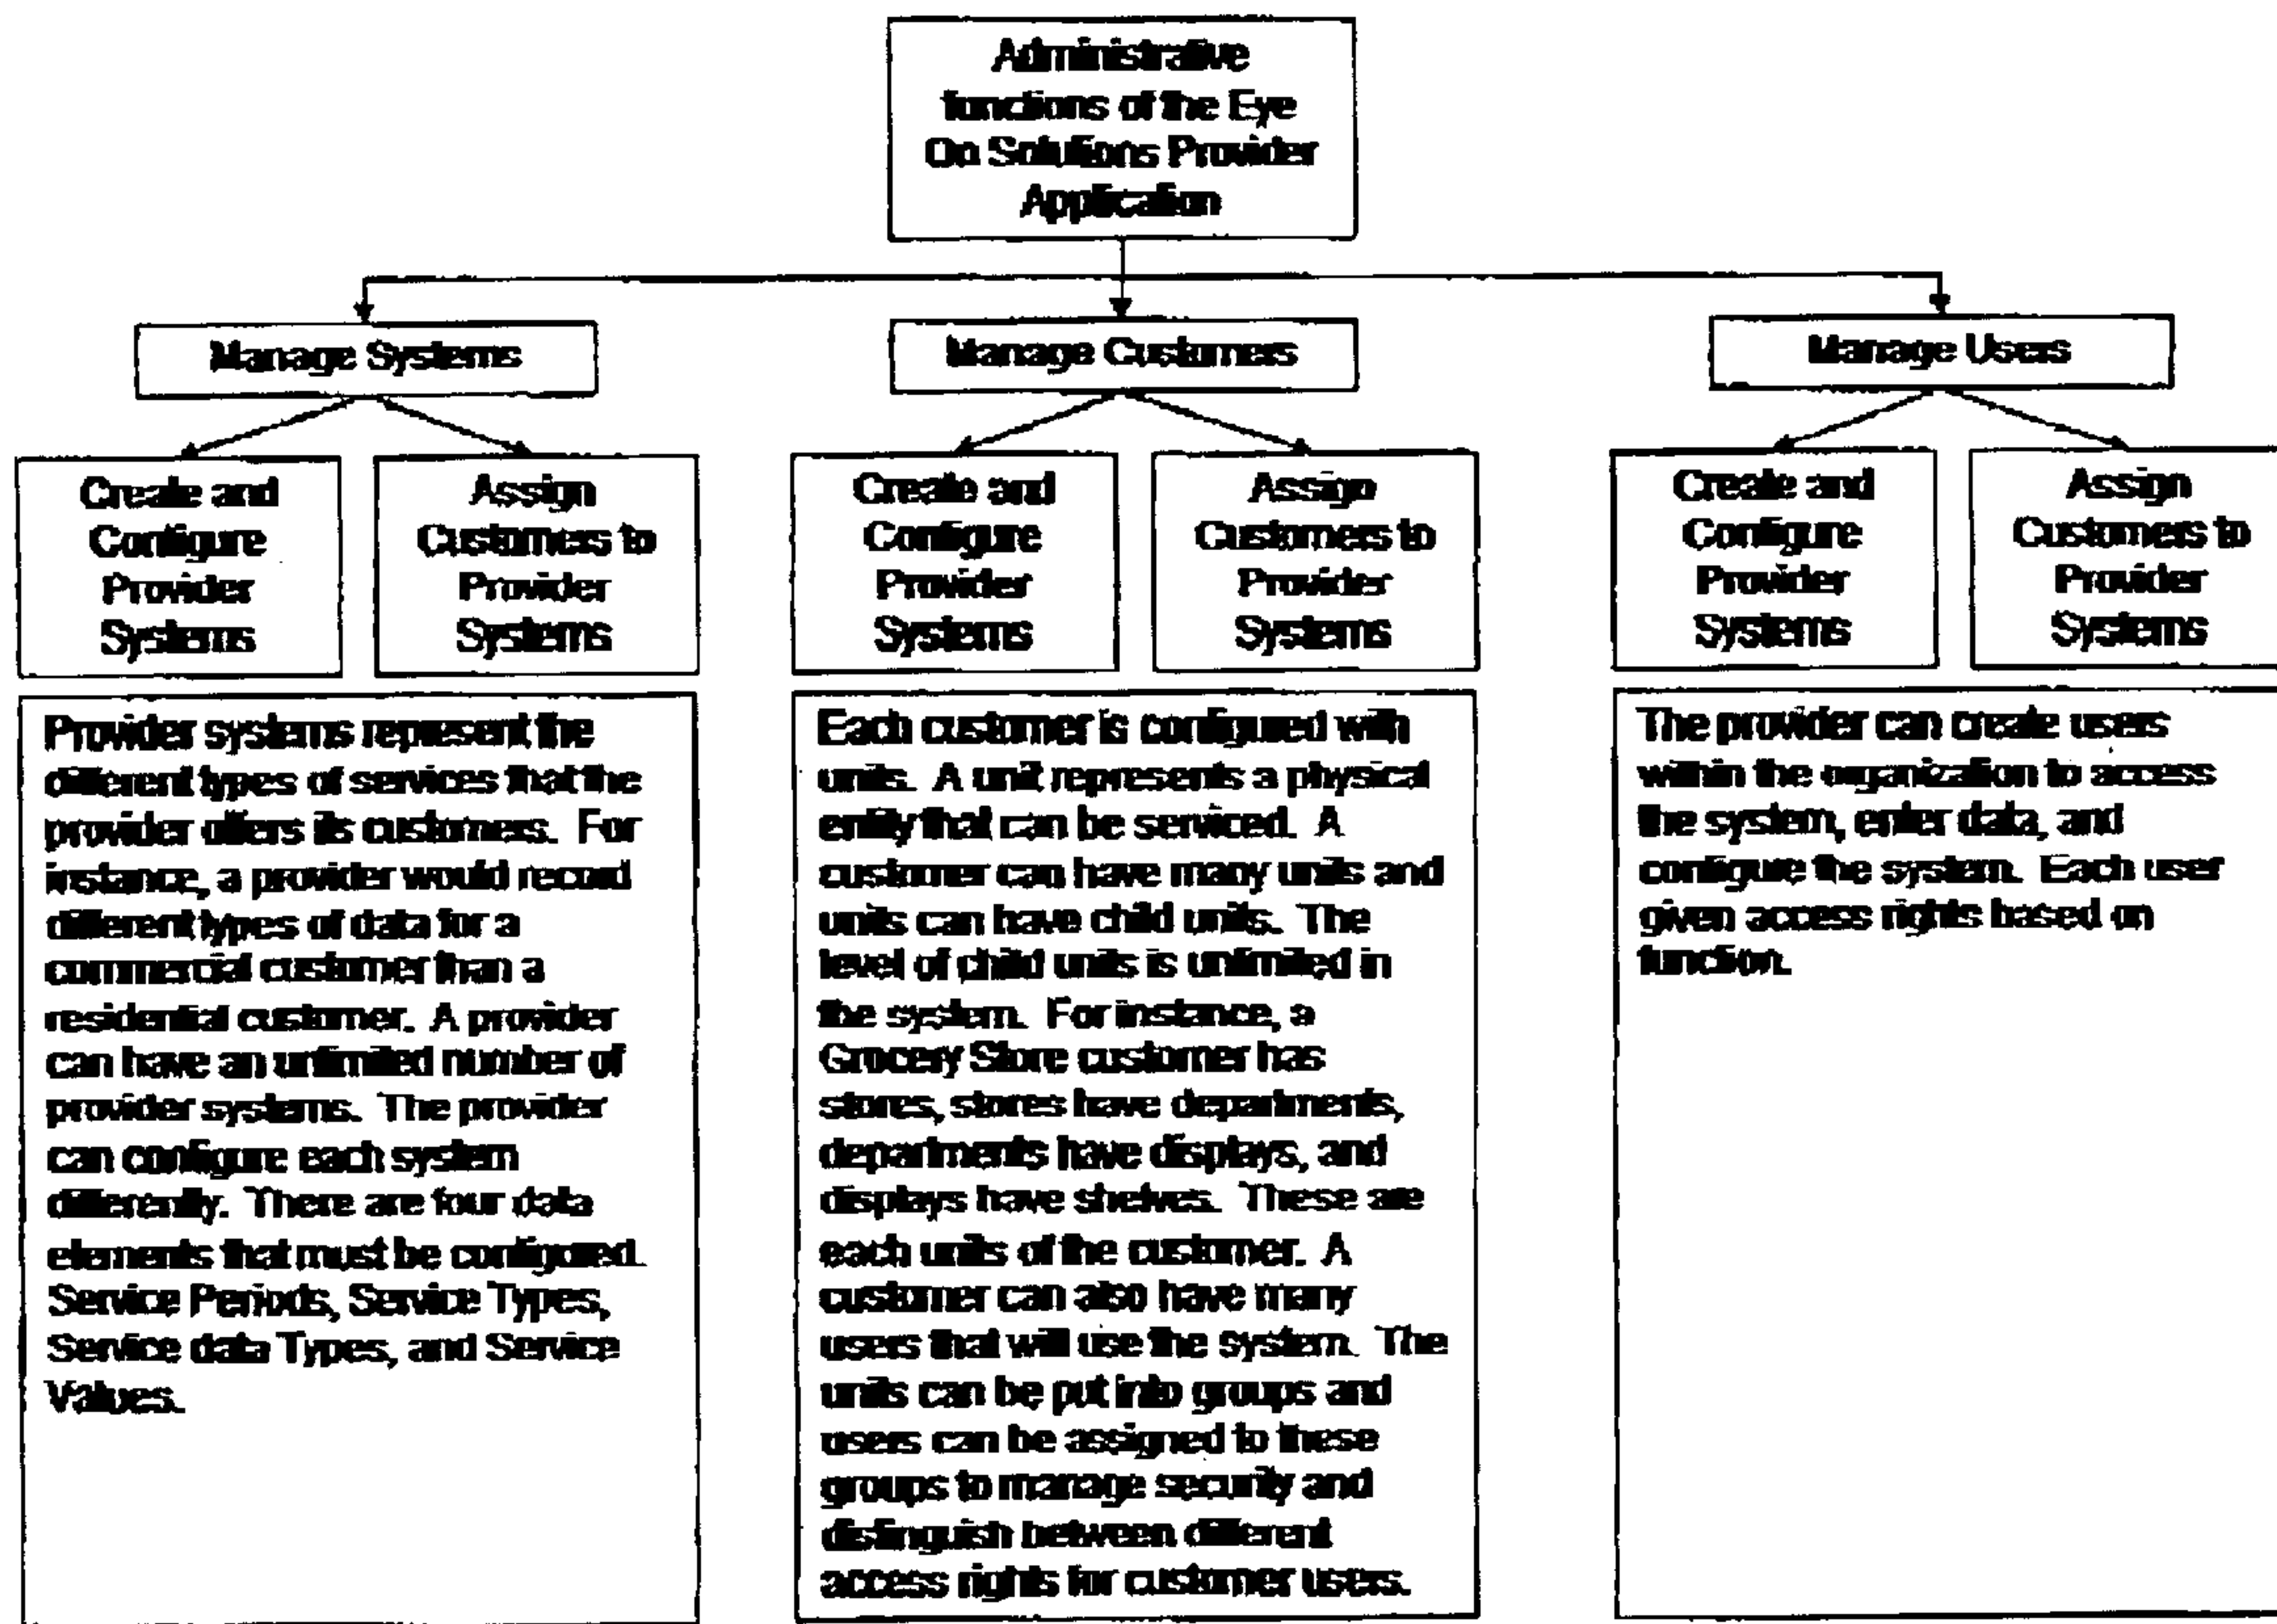 Administrative
functions of the Eye
On Solutions Provider
Application
Manage Systems
Manage Customers
Manage Users
Create and
Configure
Provider
Systems
Assign
Customers to
Provider
Systems
Create and
Configure
Provider
Systems
Assign
Customers to
Provider
Systems
Create and
Configure
Provider
Systems
Assign
Customers to
Provider
Systems
Provider systems represent the
different types of services that the
provider offers its customers. For
instance, a provider would record
different types of data for a
commercial customer than a
residential customer. A provider
can have an unlimited number of
provider systems. The provider
can configure each system
differently. There are four data
elements that must be configured.
Service Periods, Service Types,
Service data Types, and Service
Values.
Each customer is configured with
units. A unit represents a physical
entity that can be serviced. A
customer can have many units and
units can have child units. The
level of child units is unlimited in
the system. For instance, a
Grocery Store customer has
stores, stores have departments,
departments have displays, and
displays have shelves. These are
each units of the customer. A
customer can also have many
users that will use the system. The
units can be put into groups and
users can be assigned to these
groups to manage security and
distinguish between different
access rights for customer users.
The provider can create users
within the organization to access
the system, enter data, and
configure the system. Each user
given access rights based on
function.